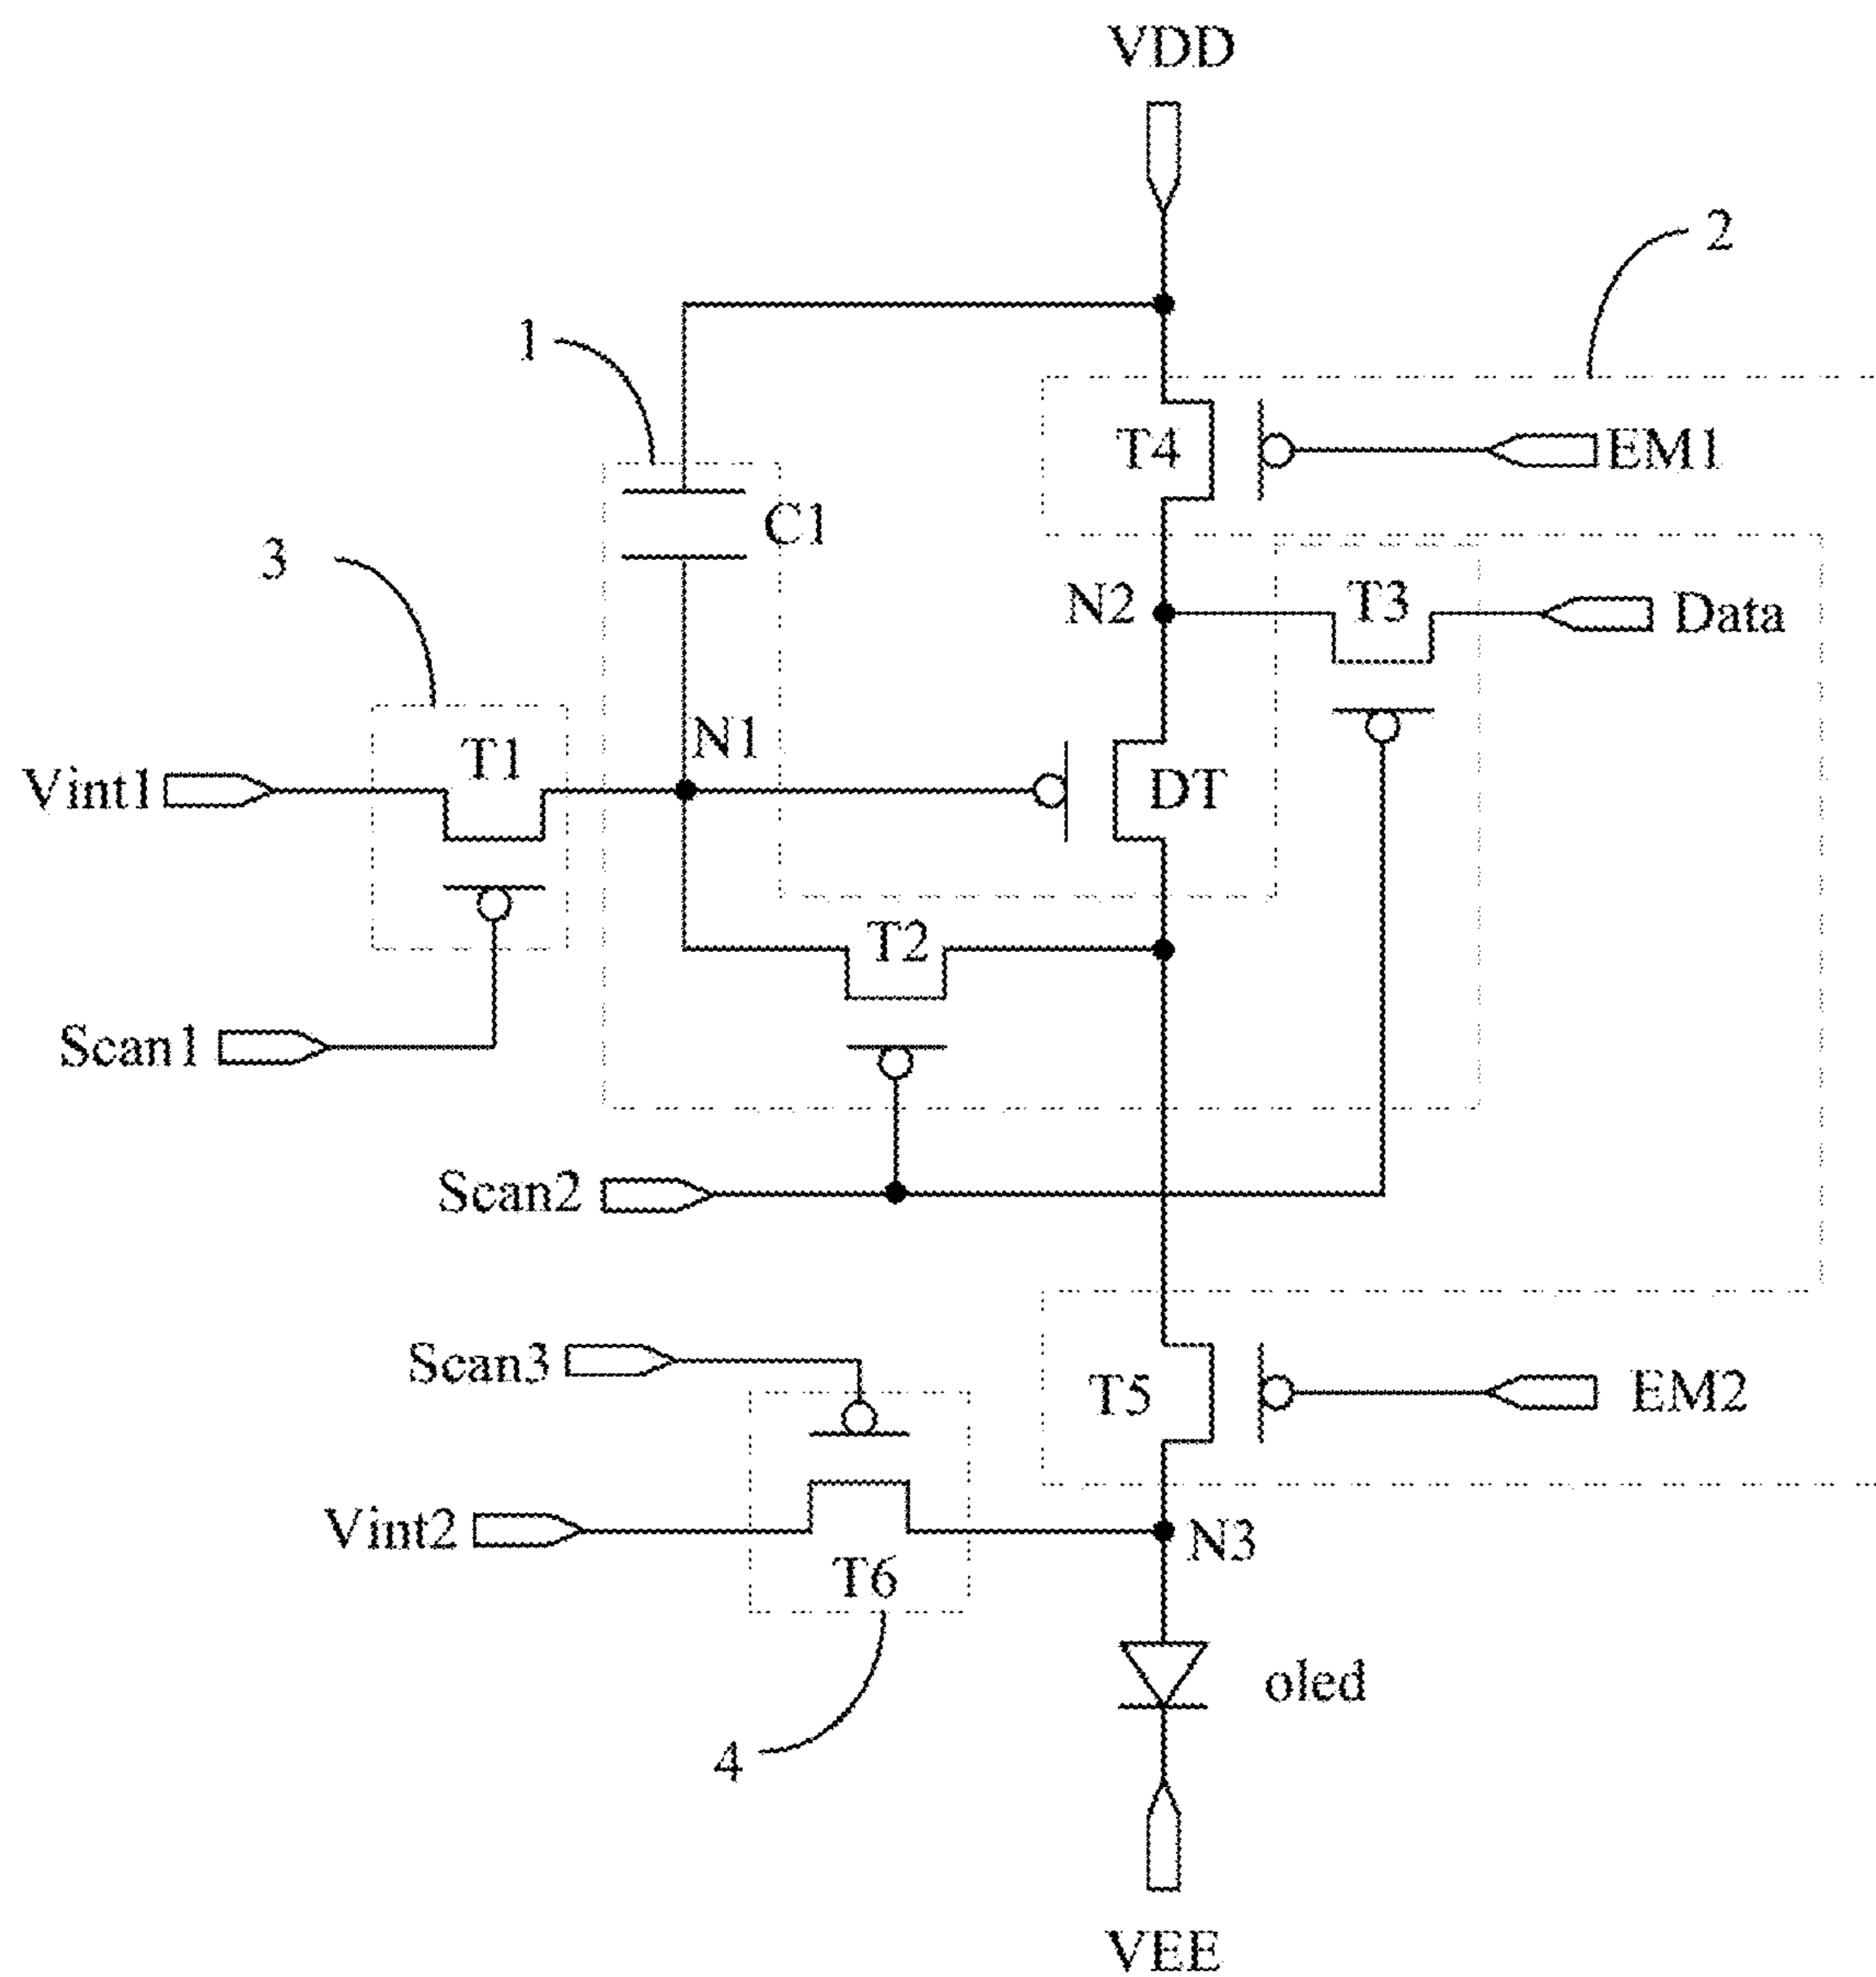 VDD
2
1
T4
EM1
C1
3
N2
T3
Data
N1
T1
Vint1
DT
T2
Scan1
Scan2
Scan3
T5
EM2
Vint2
N3
T6
oled
4
VEE